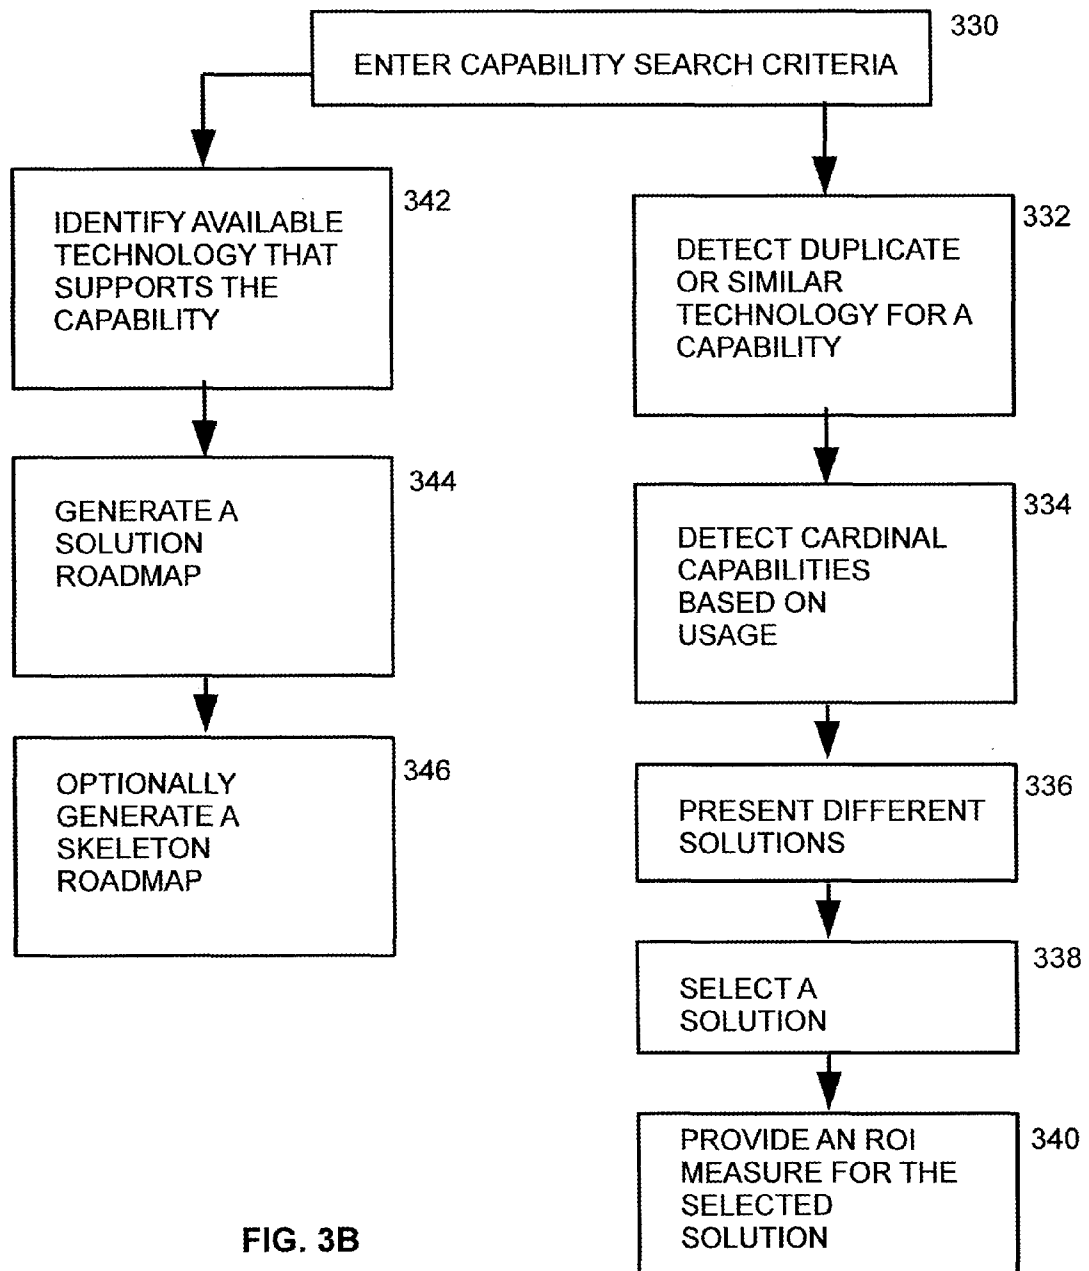 330
ENTER CAPABILITY SEARCH CRITERIA
342
IDENTIFY AVAILABLE
TECHNOLOGY THAT
SUPPORTS THE
CAPABILITY
344
GENERATE A
SOLUTION
ROADMAP
346
OPTIONALLY
GENERATE A
SKELETON
ROADMAP
332
DETECT DUPLICATE
OR SIMILAR
TECHNOLOGY FOR A
CAPABILITY
334
DETECT CARDINAL
CAPABILITIES
BASED ON
USAGE
336
PRESENT DIFFERENT
SOLUTIONS
338
SELECT A
SOLUTION
340
PROVIDE AN ROI
MEASURE FOR THE
SELECTED
SOLUTION
FIG. 3B